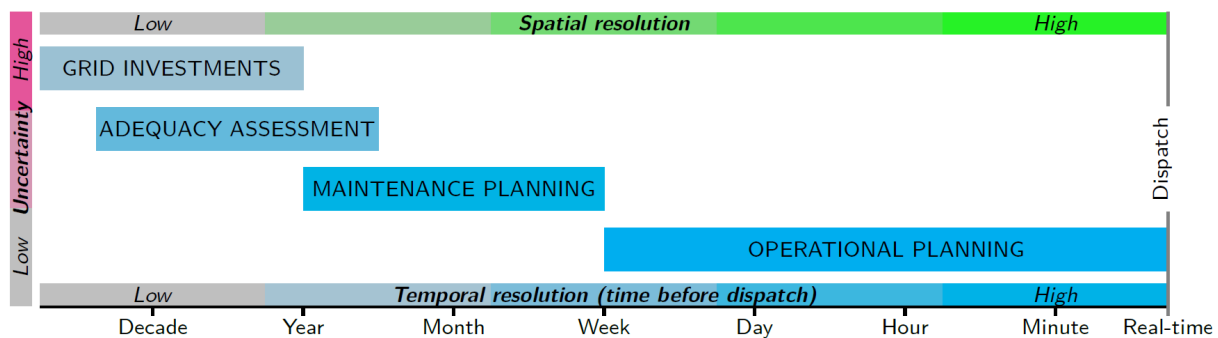 Low Spatial resolution High
High
GRID INVESTMENTS
Uncertainty
ADEQUACY ASSESSMENT
Dispatch
MAINTENANCE PLANNING
Low
OPERATIONAL PLANNING
Low Temporal resolution (time before dispatch) High
Decade Year Month Week Day Hour Minute Real-time